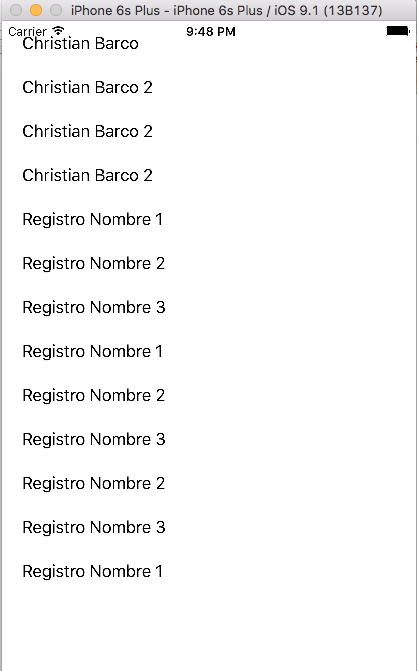 iPhone 6s Plus - iPhone 6s Plus / iOS 9.1 (13B137)
Carrier 9:48 PM
Christian Barco
Christian Barco 2
Christian Barco 2
Christian Barco 2
Registro Nombre 1
Registro Nombre 2
Registro Nombre 3
Registro Nombre 1
Registro Nombre 2
Registro Nombre 3
Registro Nombre 2
Registro Nombre 3
Registro Nombre 1